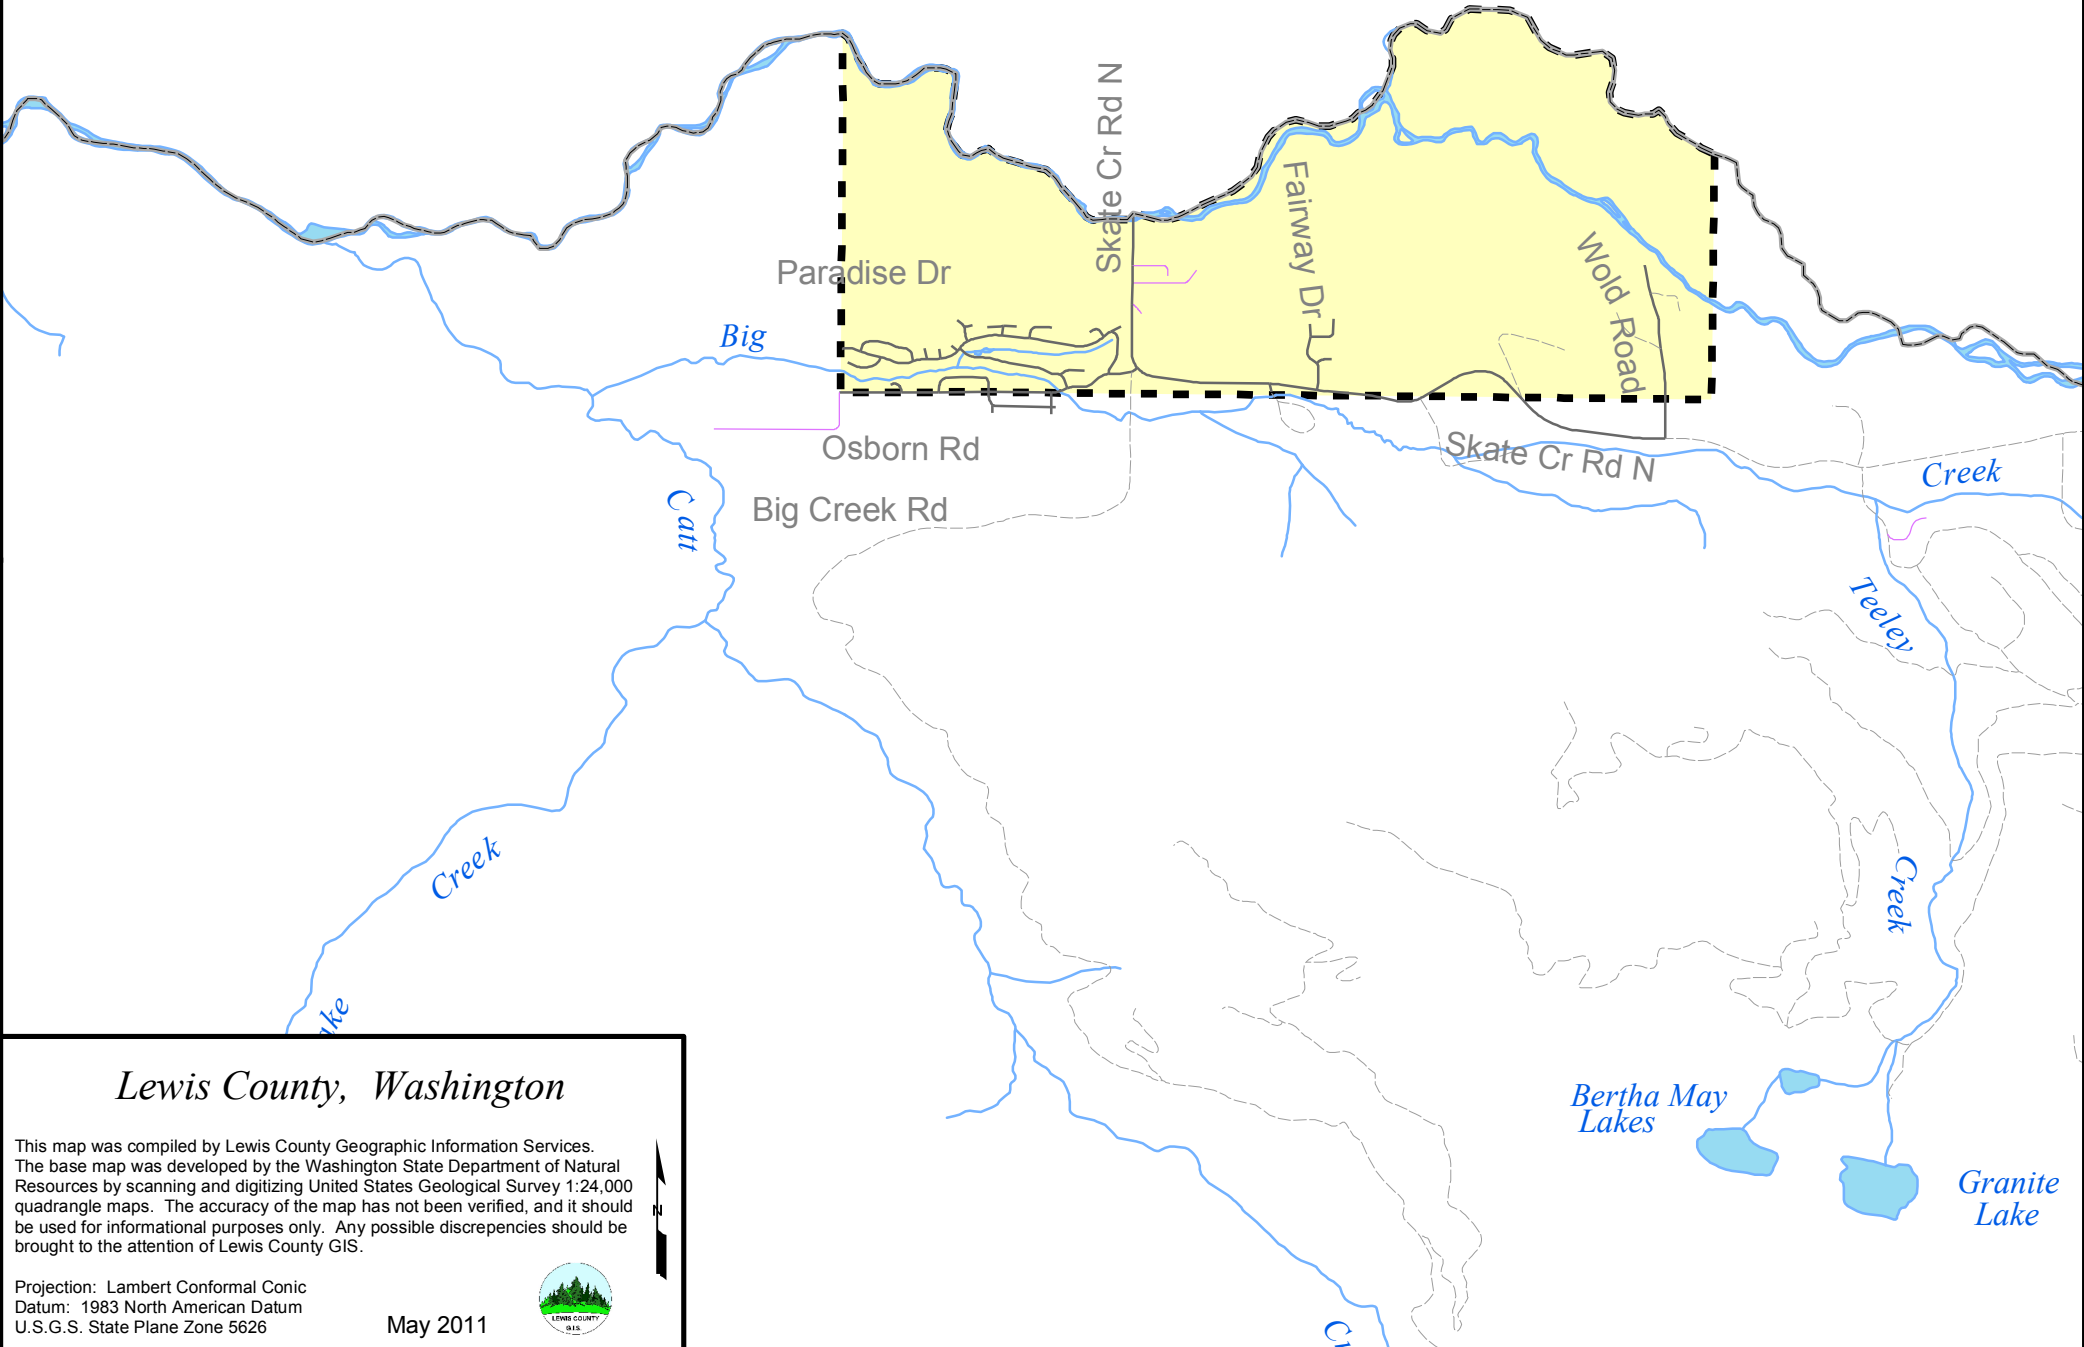 Skate Cr Rd N
Fairway Dr
Wold Road
Paradise Dr
Big
Osborn Rd
Skate Cr Rd N
Creek
Big Creek Rd
Catt
Teeley
Creek
Creek
Bertha May
Lakes
Granite
Lake
Lewis County, Washington
This map was compiled by Lewis County Geographic Information Services.
The base map was developed by the Washington State Department of Natural
Resources by scanning and digitizing United States Geological Survey 1:24,000
quadrangle maps. The accuracy of the map has not been verified, and it should
be used for informational purposes only. Any possible discrepencies should be
brought to the attention of Lewis County GIS.
N
Projection: Lambert Conformal Conic
Datum: 1983 North American Datum
U.S.G.S. State Plane Zone 5626
May 2011
LEWIS COUNTY
G.I.S.